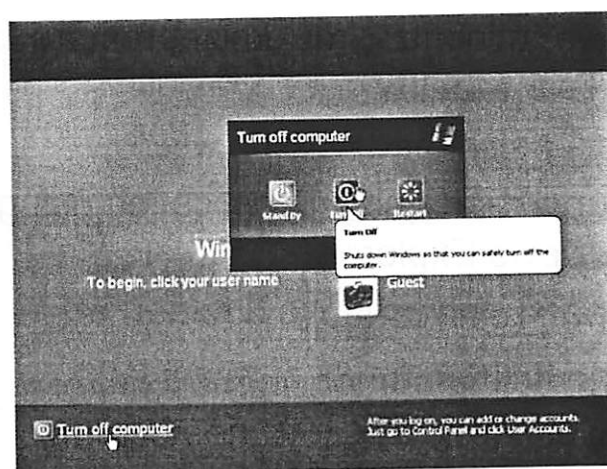 Turn off computer
Stand By
Restart
Turn Off
Shuts down Windows so that you can safely turn off the
computer.
Win
To begin, click your user name
Guest
Turn off computer
After you log on, you can add or change accounts.
Just go to Control Panel and click User Accounts.